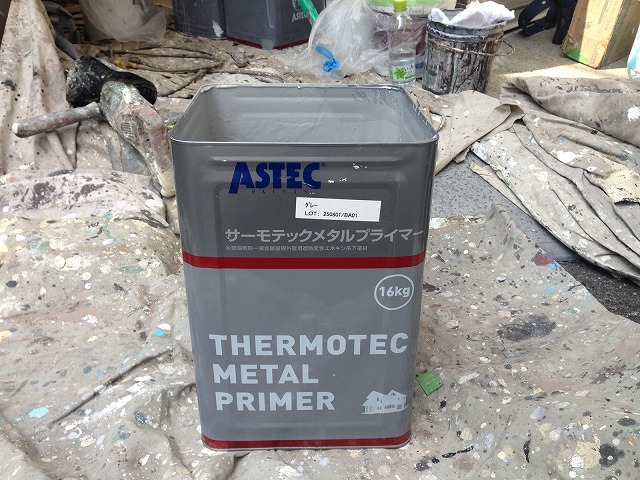 ASTEC
PAINTS
グレー
LOT: 250801/BA01
サーモテックメタルプライマー
16kg
THERMOTEC
METAL
PRIMER